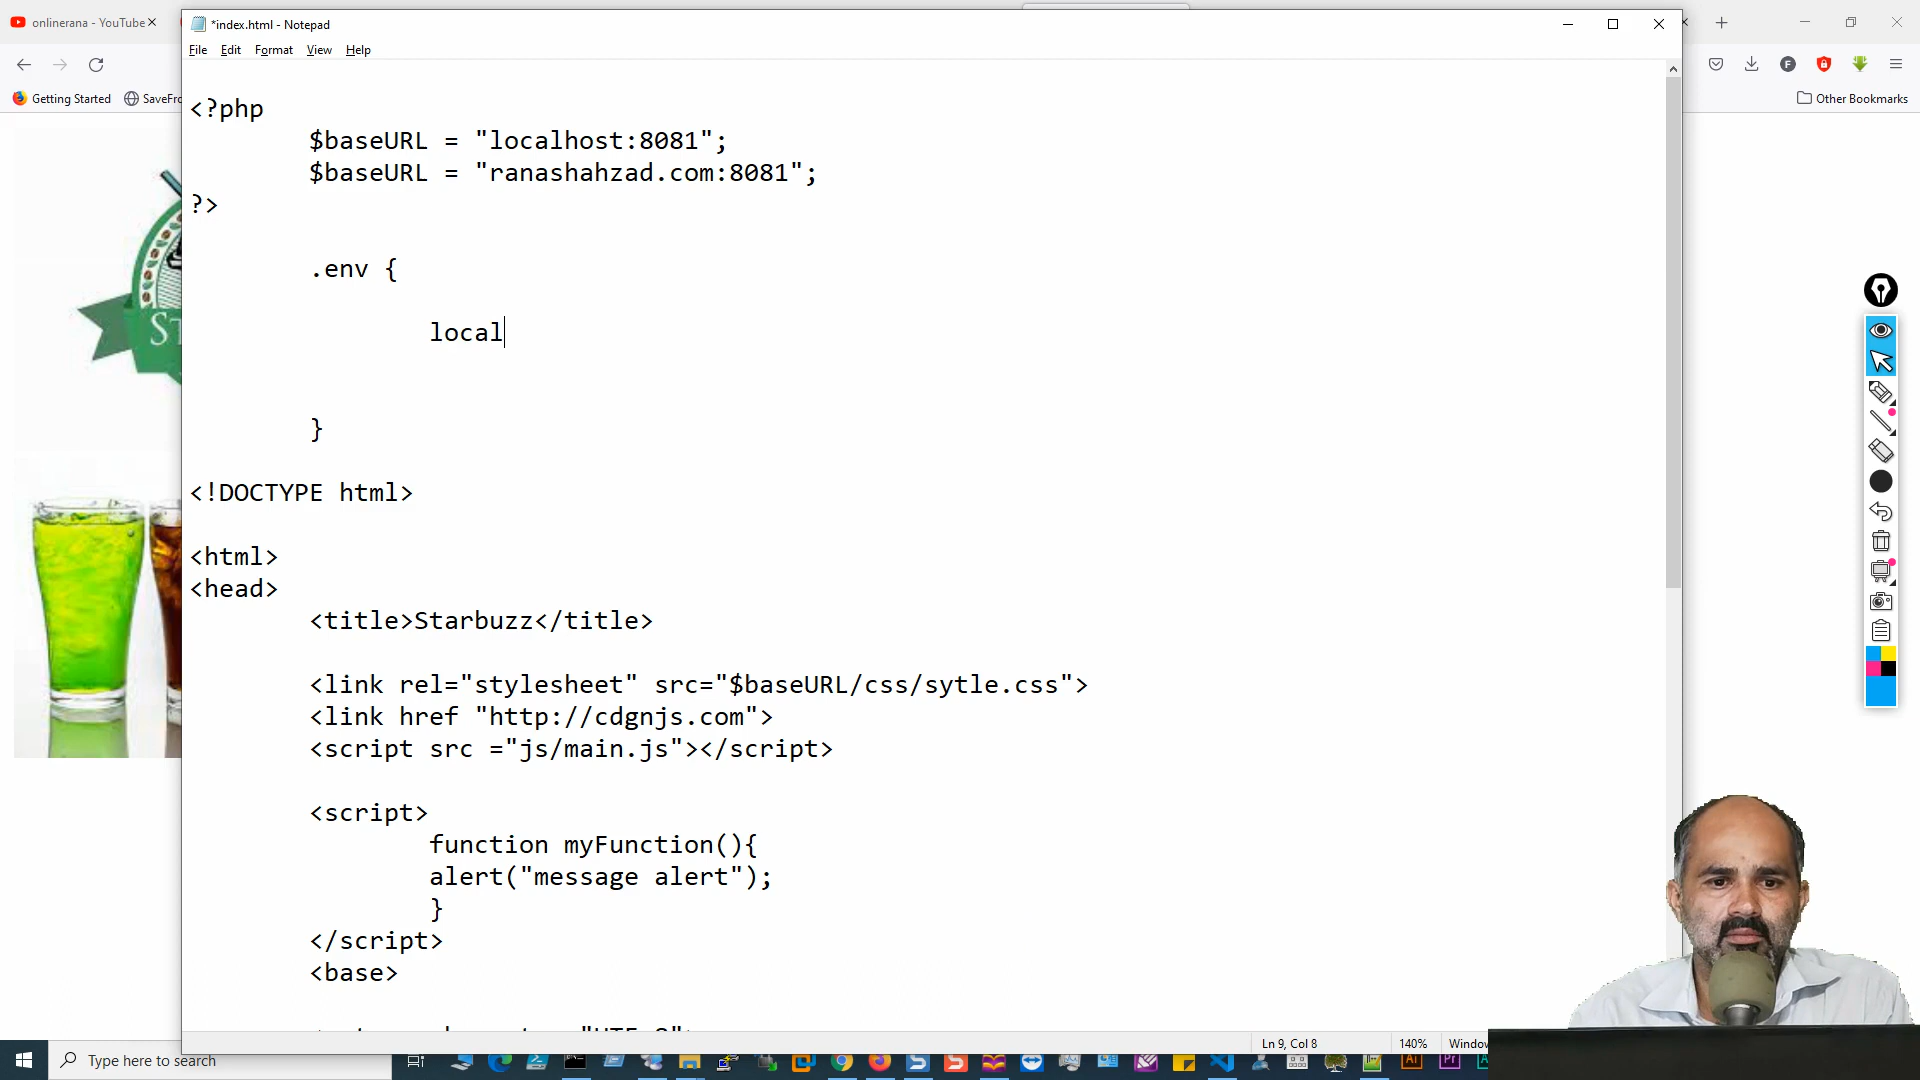 onlinerana - YouTube
*index.html - Notepad
File Edit Format View Help
Getting Started
SaveFro
Other Bookmarks
<?php
$baseURL = "localhost:8081";
$baseURL = "ranashahzad.com:8081";
?>
.env {
local
}
<!DOCTYPE html>
<html>
<head>
<title>Starbuzz</title>
<link rel="stylesheet" src="$baseURL/css/sytle.css">
<link href "http://cdgnjs.com">
<script src ="js/main.js"></script>
<script>
function myFunction(){
alert("message alert");
}
</script>
<base>
Ln 9, Col 8
140%
Window
Type here to search